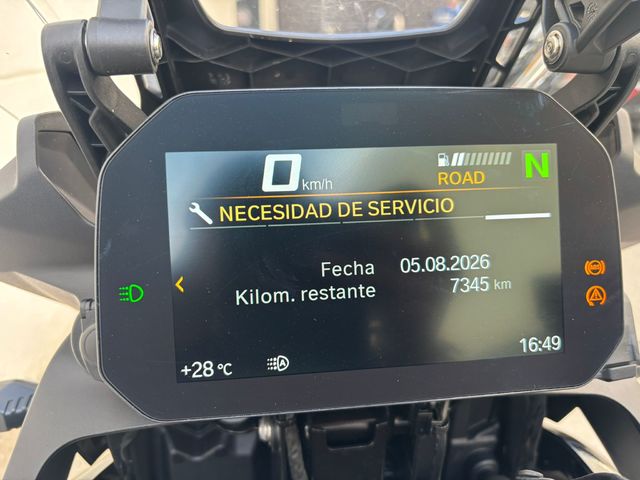 0 km/h
N
ROAD
NECESIDAD DE SERVICIO
Fecha 05.08.2026
Kilom. restante 7345 km
+28 °C
A
16:49